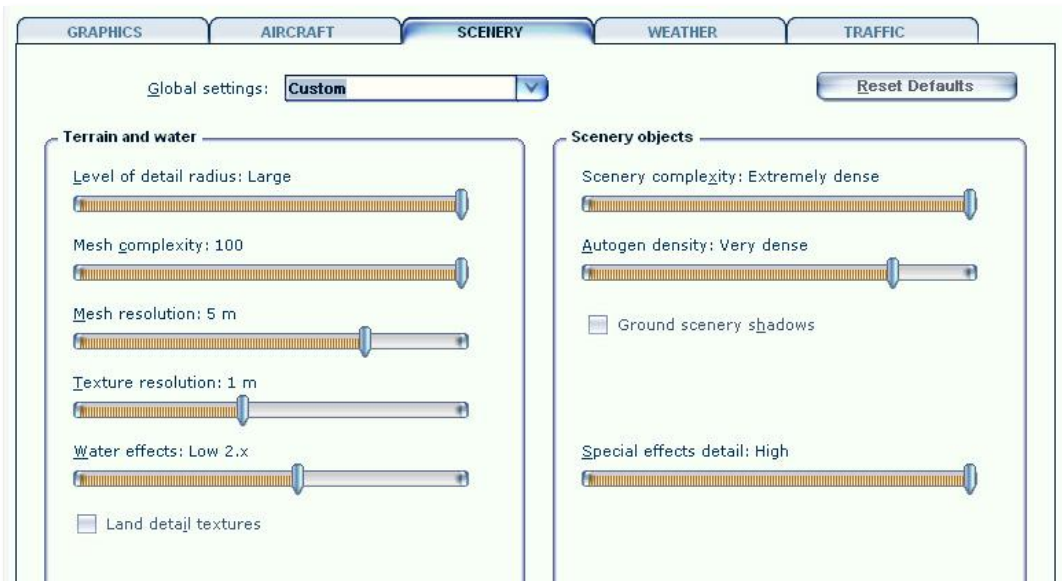 GRAPHICS AIRCRAFT SCENERY WEATHER TRAFFIC
Global settings: Custom Reset Defaults
Terrain and water
Level of detail radius: Large
Mesh complexity: 100
Mesh resolution: 5 m
Texture resolution: 1 m
Water effects: Low 2.x
Land detail textures
Scenery objects
Scenery complexity: Extremely dense
Autogen density: Very dense
Ground scenery shadows
Special effects detail: High